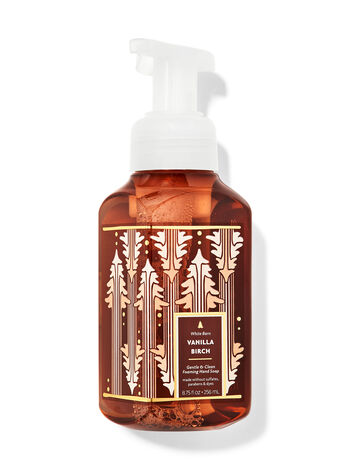 White Barn
VANILLA
BIRCH
Gentle & Clean
Foaming Hand Soap
made without sulfates,
parabens & dyes
8.75 fl oz • 256 mL